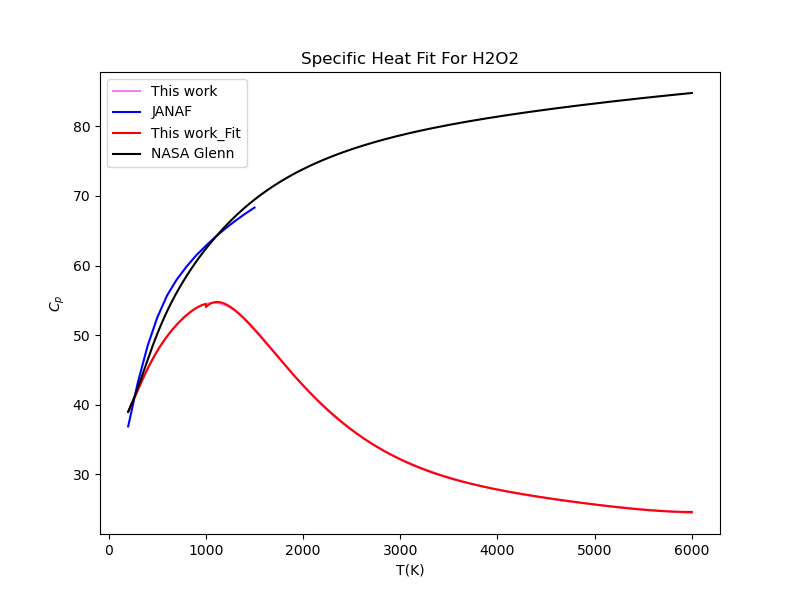 Specific Heat Fit For H2O2
This work
JANAF
This work_Fit
NASA Glenn
80
70
60
50
40
30
C_p
0 1000 2000 3000 4000 5000 6000
T(K)